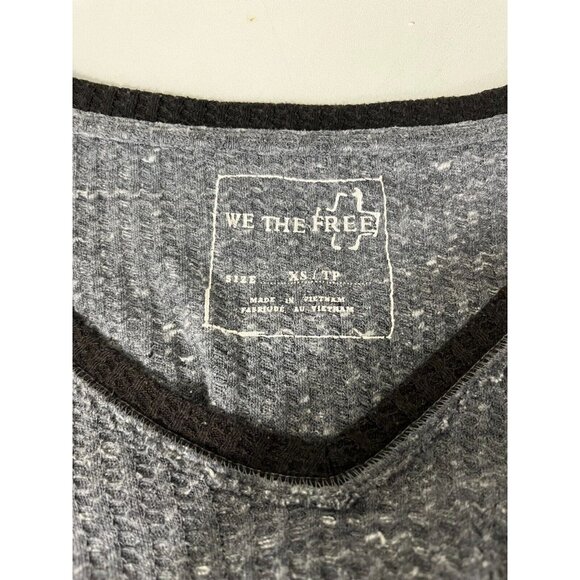 WE THE FREE
SIZE XS / TP
MADE IN VIETNAM
FABRIQUÉ AU VIETNAM